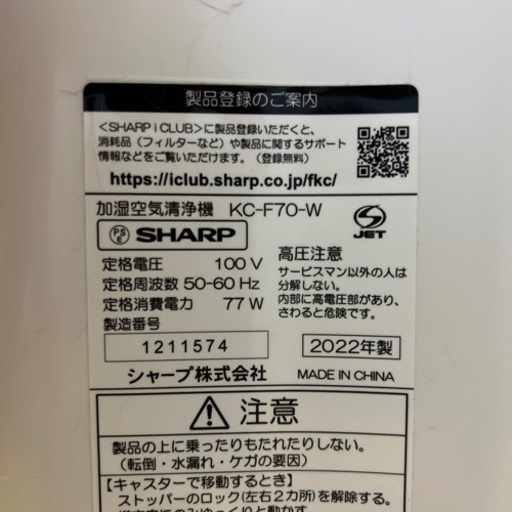 製品登録のご案内
<SHARP i CLUB>に製品登録いただくと、
消耗品（フィルターなど）や製品に関するサポート
情報などをご覧いただけます。（登録無料）
https://iclub.sharp.co.jp/fkc/
加湿空気清浄機 KC-F70-W
PS E SHARP
JET
定格電圧 100 V
定格周波数 50-60 Hz
定格消費電力 77 W
製造番号
1211574
シャープ株式会社
高圧注意
サービスマン以外の人は
分解しない。
内部に高電圧部があり、
さわると危険です。
2022年製
MADE IN CHINA
注意
製品の上に乗ったりもたれたりしない。
（転倒・水漏れ・ケガの要因）
【キャスターで移動するとき】
ストッパーのロック(左右2カ所)を解除する。